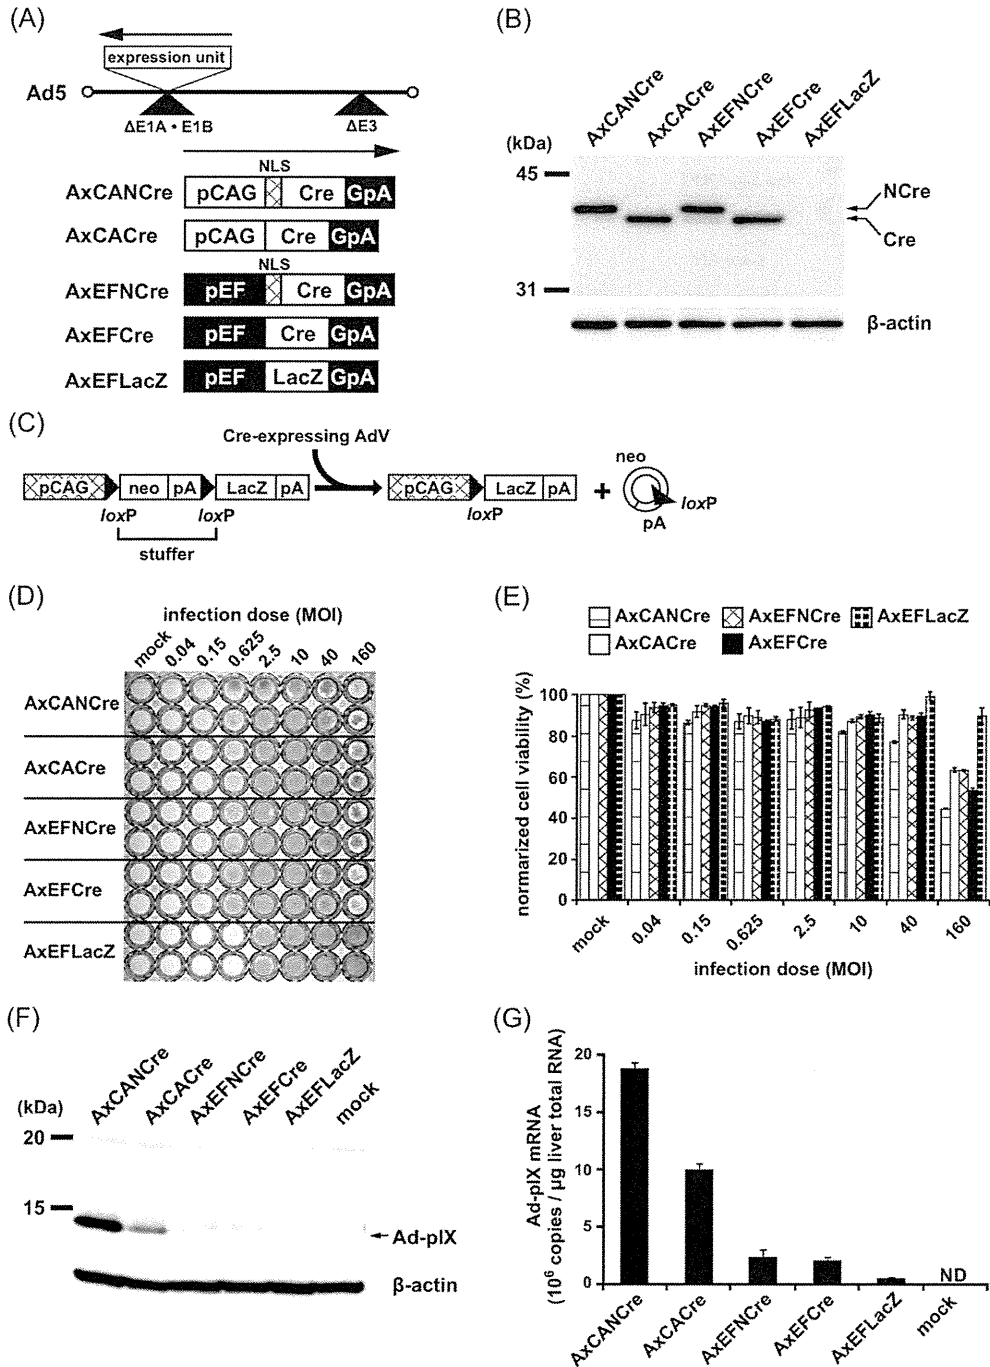 (A)
expression unit
Ad5
ΔE1A • E1B
ΔE3
NLS
AxCANCre
pCAG
Cre
GpA
AxCACre
pCAG
Cre
GpA
NLS
AxEFNCre
pEF
Cre
GpA
AxEFCre
pEF
Cre
GpA
AxEFLacZ
pEF
LacZ
GpA
(B)
AxCANCre
AxCACre
AxEFNCre
AxEFCre
AxEFLacZ
(kDa)
45
NCre
Cre
31
β-actin
(C)
Cre-expressing AdV
pCAG
neo
pA
LacZ
pA
loxP
loxP
stuffer
pCAG
LacZ
pA
loxP
+
neo
loxP
pA
(D)
infection dose (MOI)
mock
0.04
0.15
0.625
2.5
10
40
160
AxCANCre
AxCACre
AxEFNCre
AxEFCre
AxEFLacZ
(E)
AxCANCre
AxEFNCre
AxEFLacZ
AxCACre
AxEFCre
normarized cell viability (%)
100
80
60
40
20
0
mock
0.04
0.15
0.625
2.5
10
40
160
infection dose (MOI)
(F)
AxCANCre
AxCACre
AxEFNCre
AxEFCre
AxEFLacZ
mock
(kDa)
20
15
Ad-pIX
β-actin
(G)
Ad-pIX mRNA
(10⁶ copies / μg liver total RNA)
20
15
10
5
0
ND
AxCANCre
AxCACre
AxEFNCre
AxEFCre
AxEFLacZ
mock